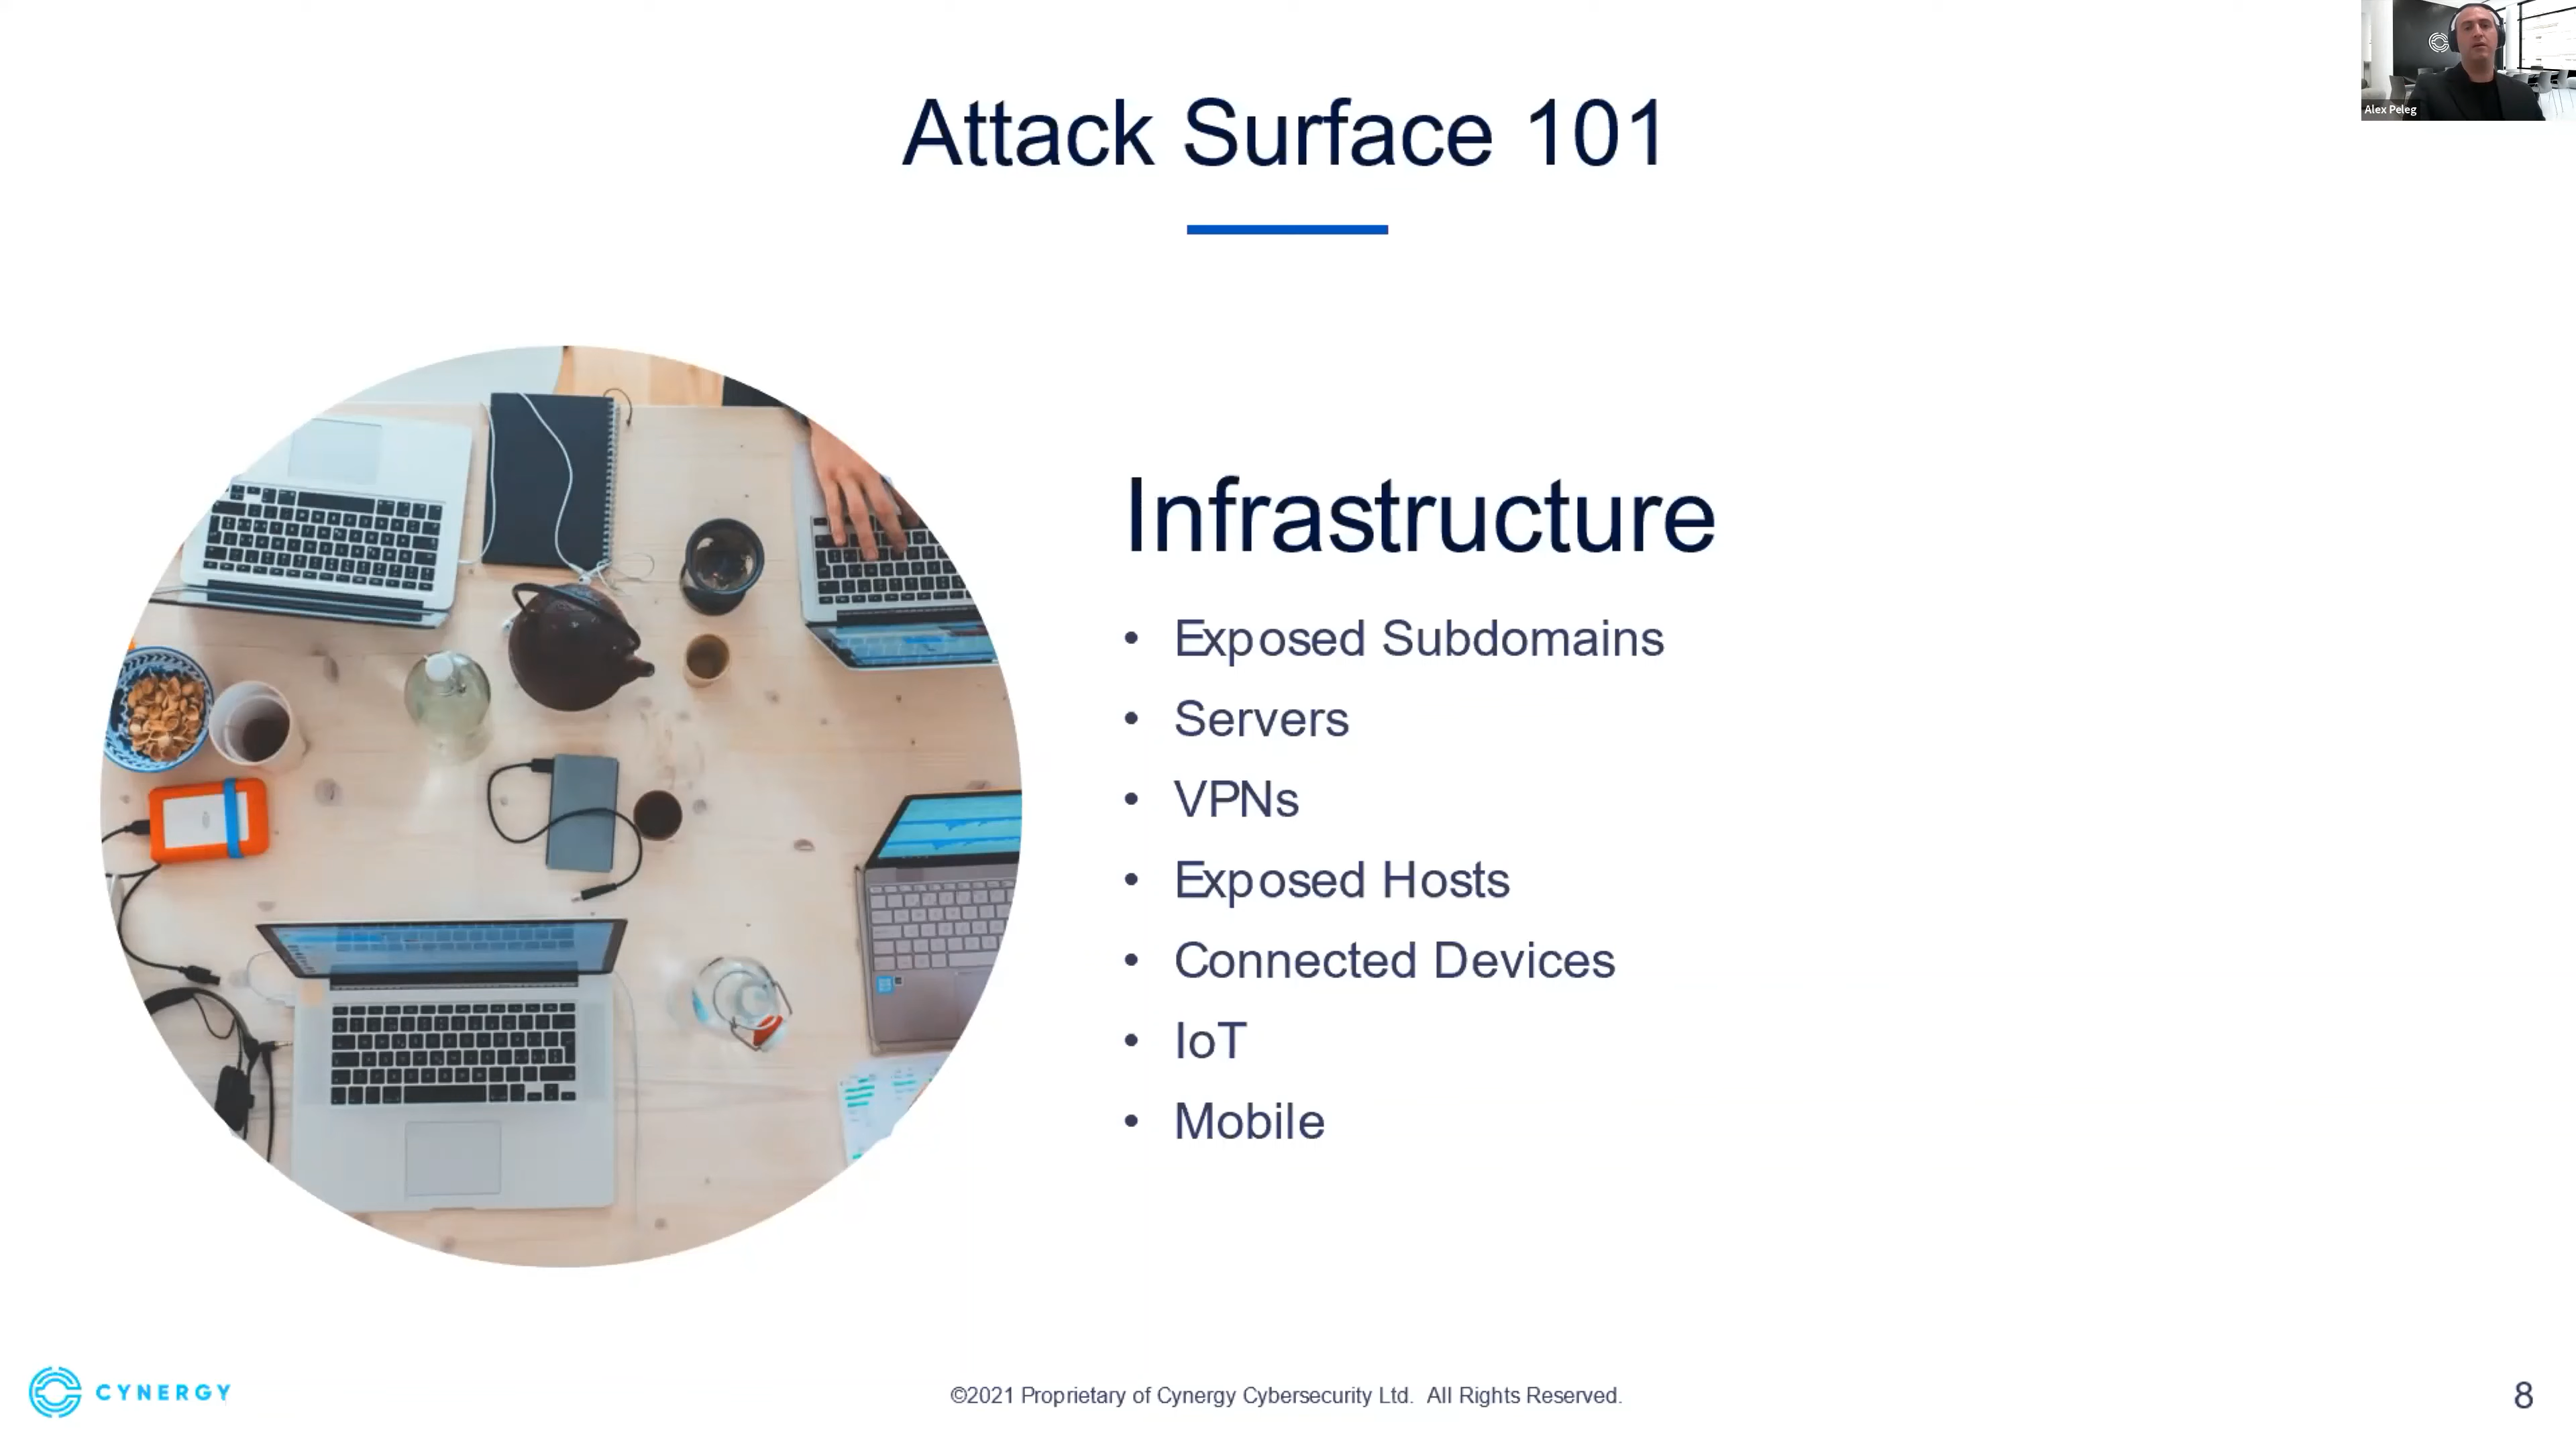 Alex Peleg
Attack Surface 101
Infrastructure
• Exposed Subdomains
• Servers
• VPNs
• Exposed Hosts
• Connected Devices
• IoT
• Mobile
CYNERGY
©2021 Proprietary of Cynergy Cybersecurity Ltd. All Rights Reserved.
8